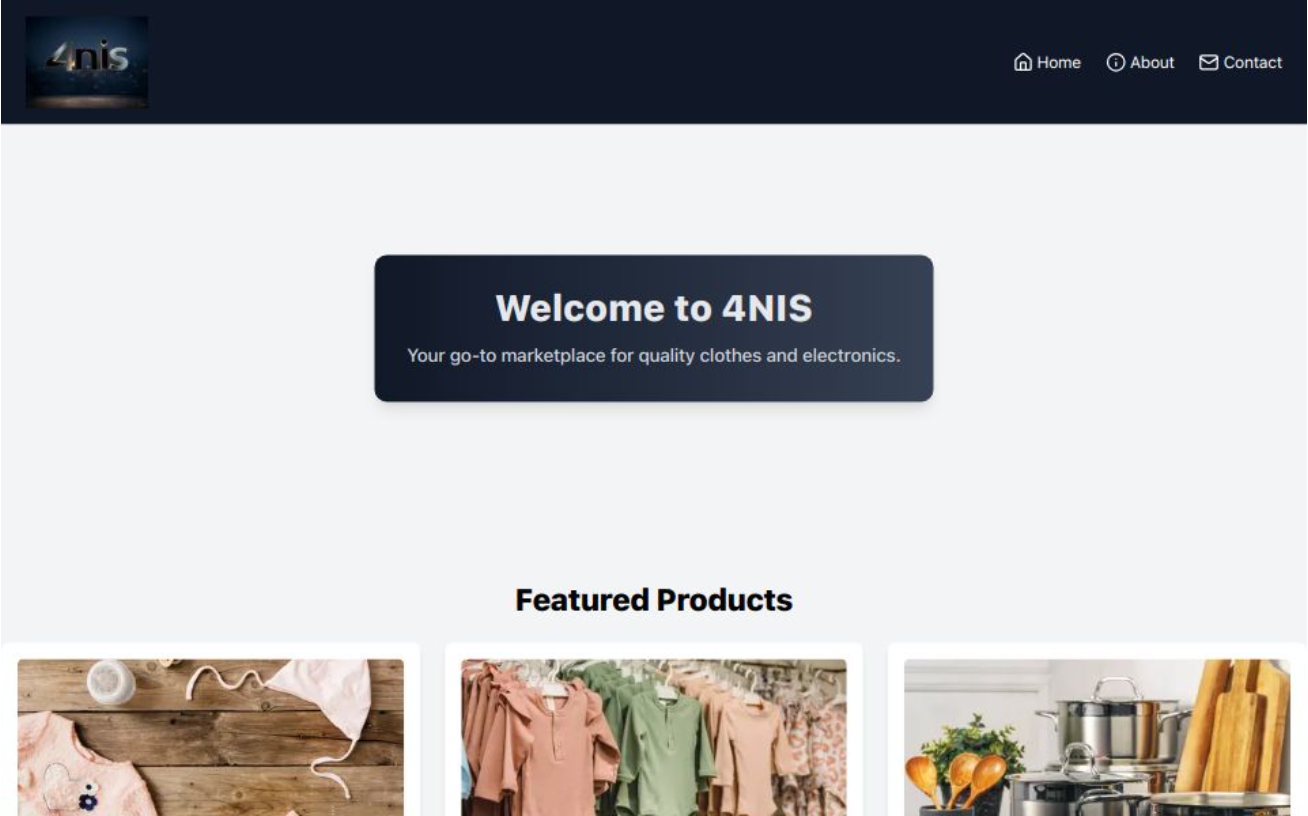 4nis
Home
About
Contact
Welcome to 4NIS
Your go-to marketplace for quality clothes and electronics.
Featured Products